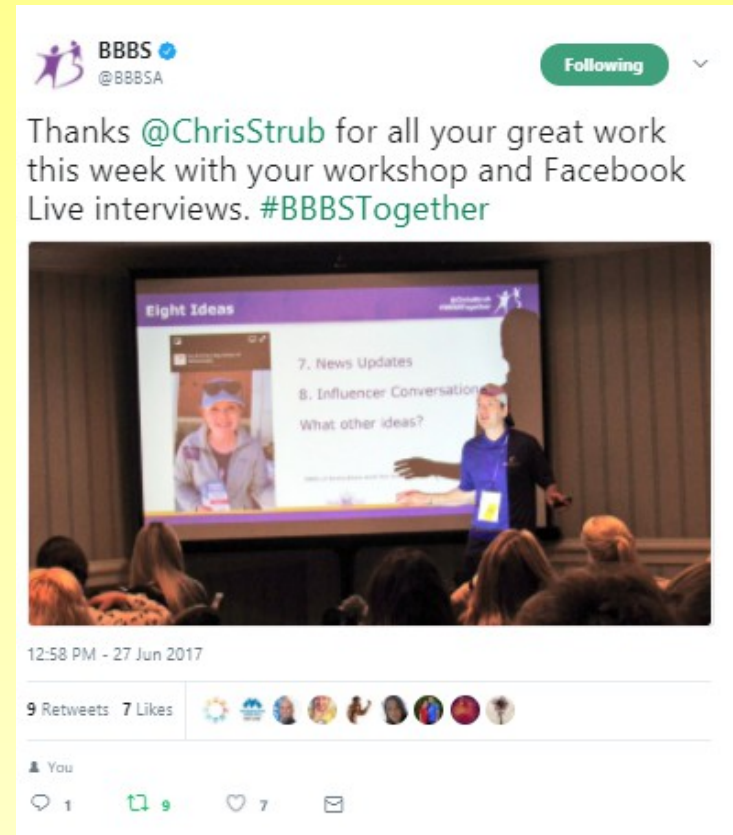 BBBS
@BBBSA
Following
Thanks @ChrisStrub for all your great work
this week with your workshop and Facebook
Live interviews. #BBBSTogether
Eight Ideas
@ChrisStrub
#BBBSTogether
7. News Updates
8. Influencer Conversation
What other ideas?
12:58 PM - 27 Jun 2017
9 Retweets 7 Likes
You
1 9 7